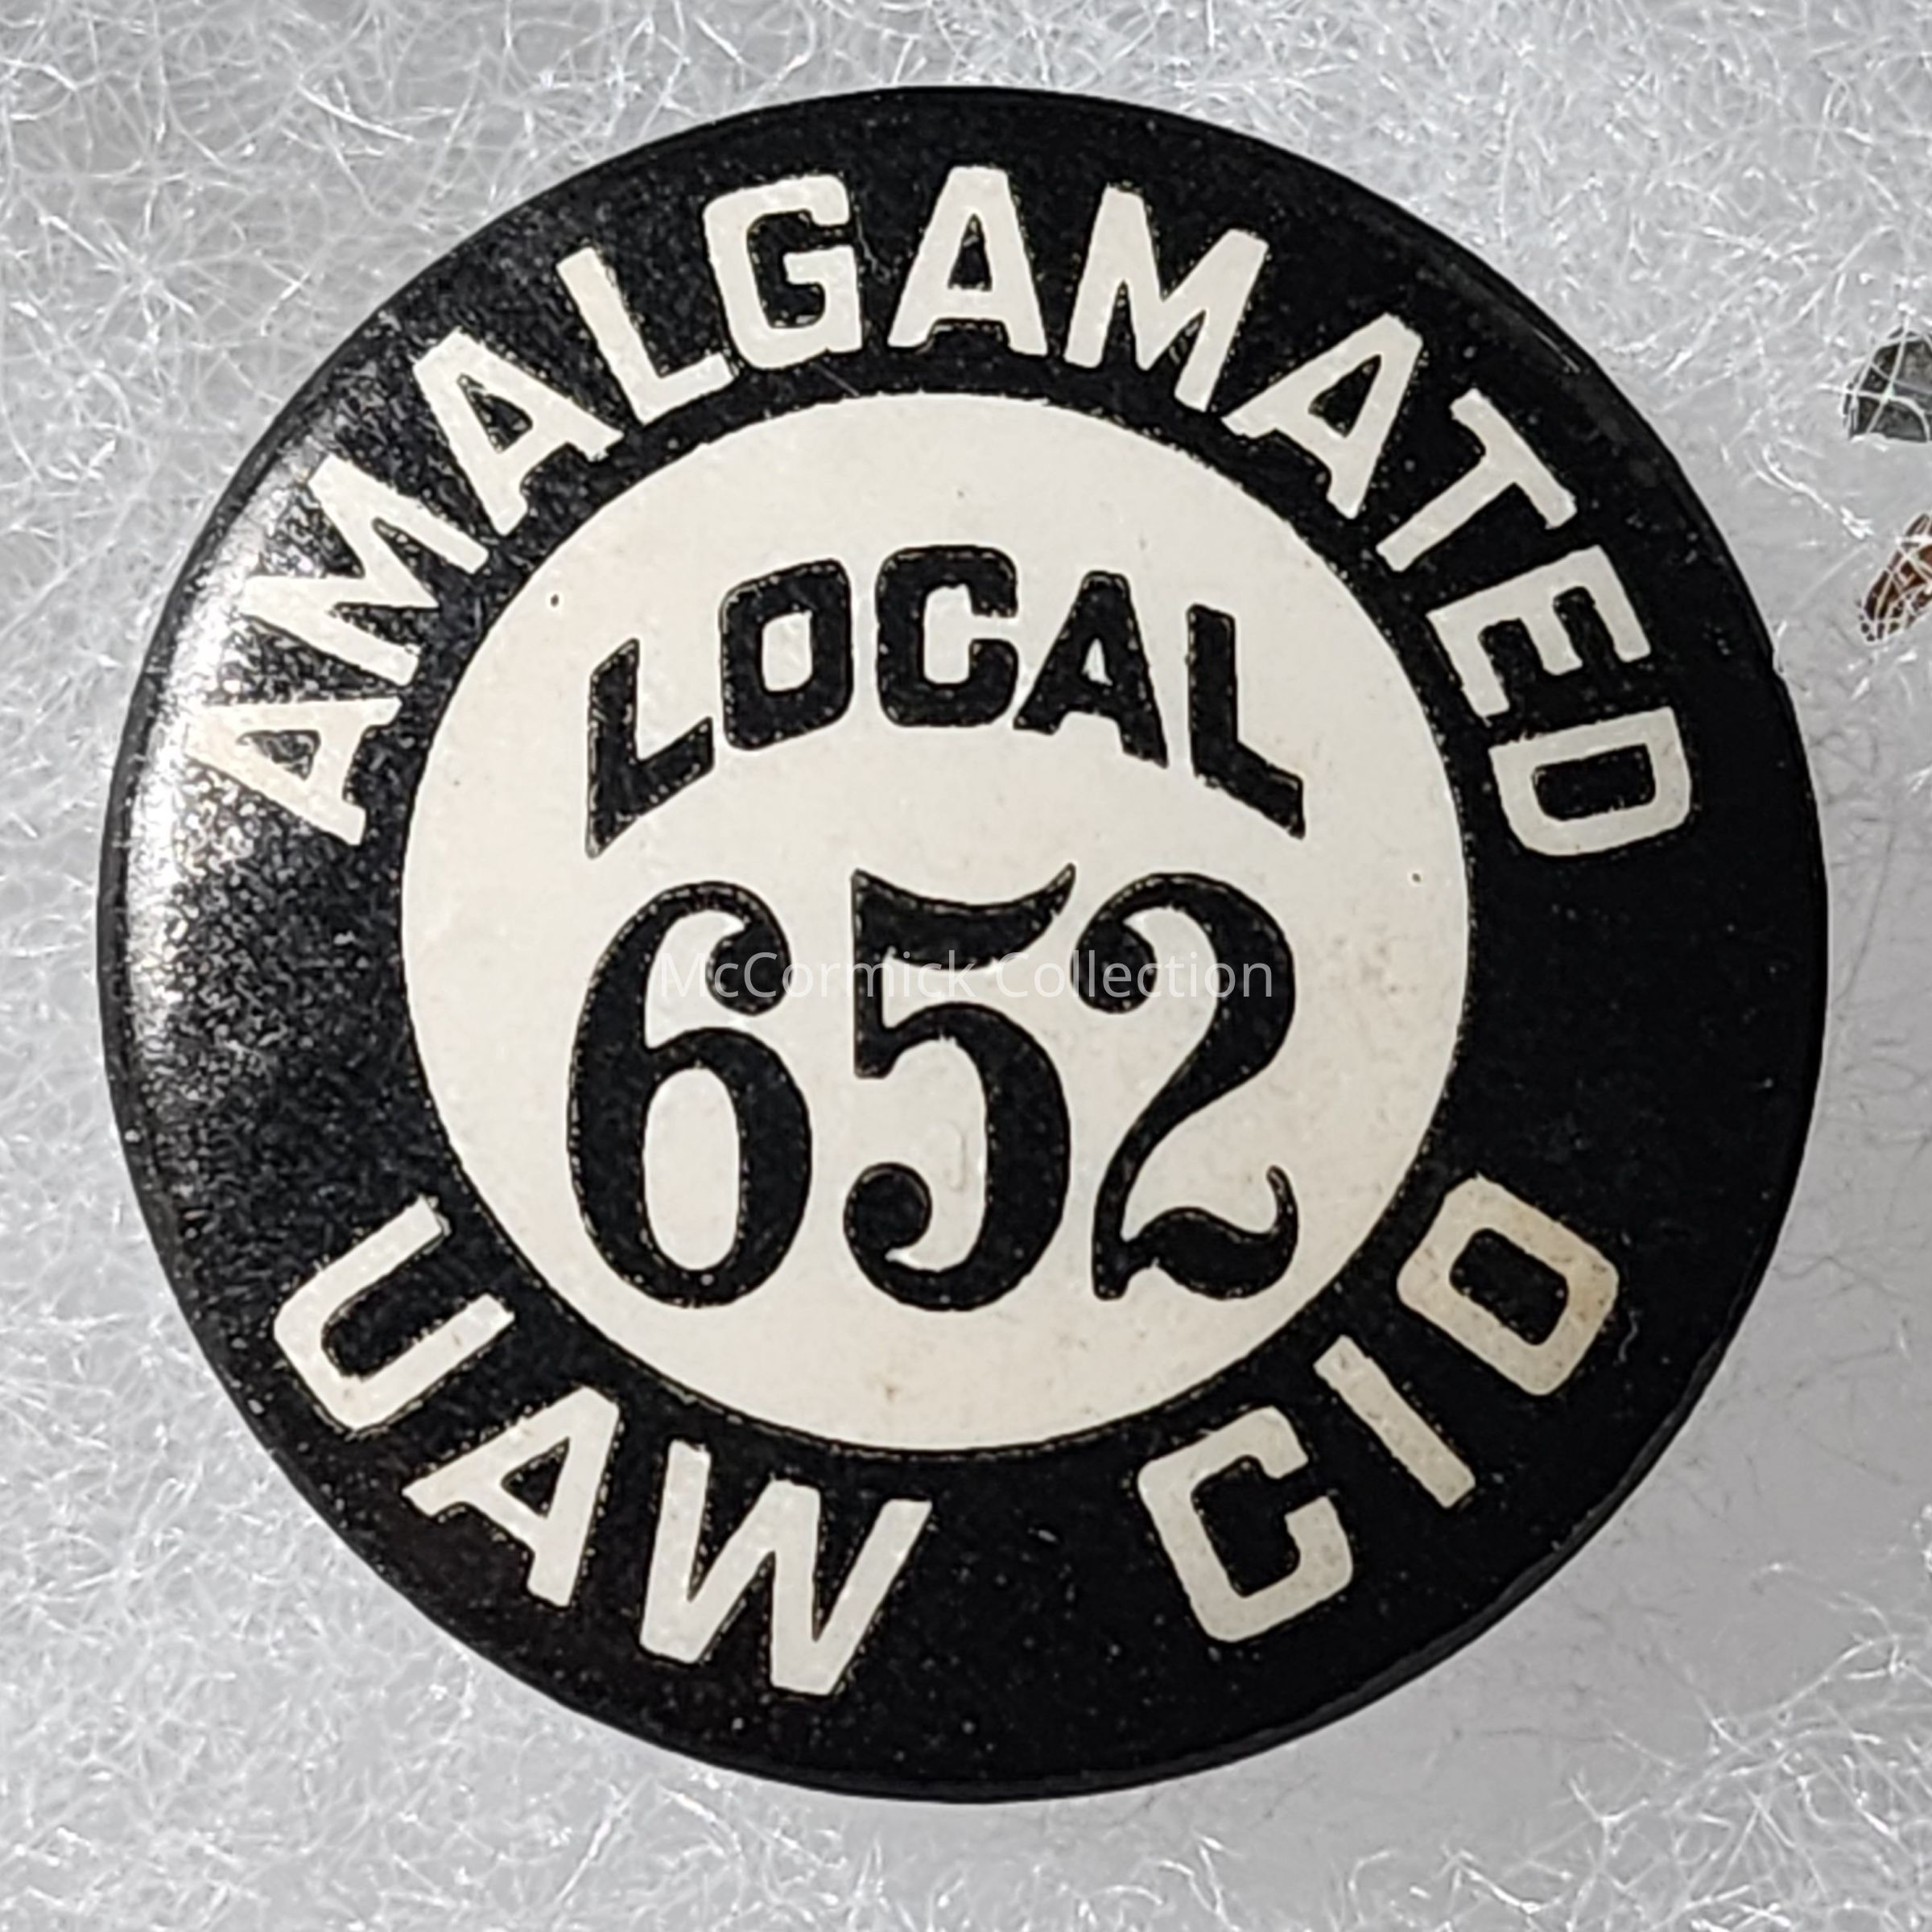 AMALGAMATED
LOCAL
652
McCormick Collection
UAW CIO